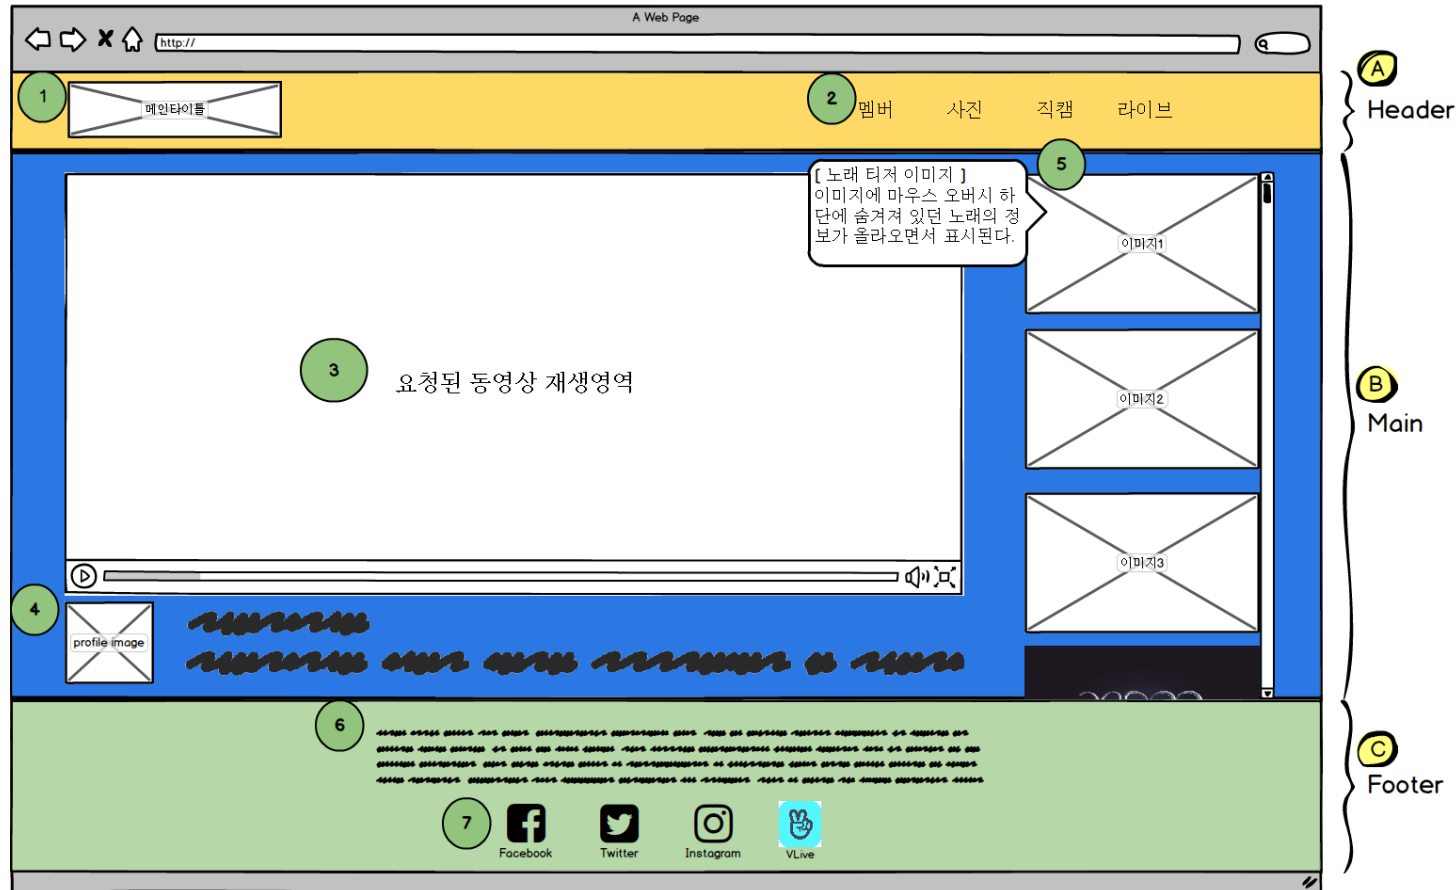 A Web Page
http://
1
메인타이틀
2
멤버
사진
직캠
라이브
A
Header
[ 노래 티저 이미지 ]
이미지에 마우스 오버시 하
단에 숨겨져 있던 노래의 정
보가 올라오면서 표시된다.
5
이미지1
3
요청된 동영상 재생영역
이미지2
B
Main
이미지3
4
profile image
6
C
Footer
7
Facebook
Twitter
Instagram
VLive